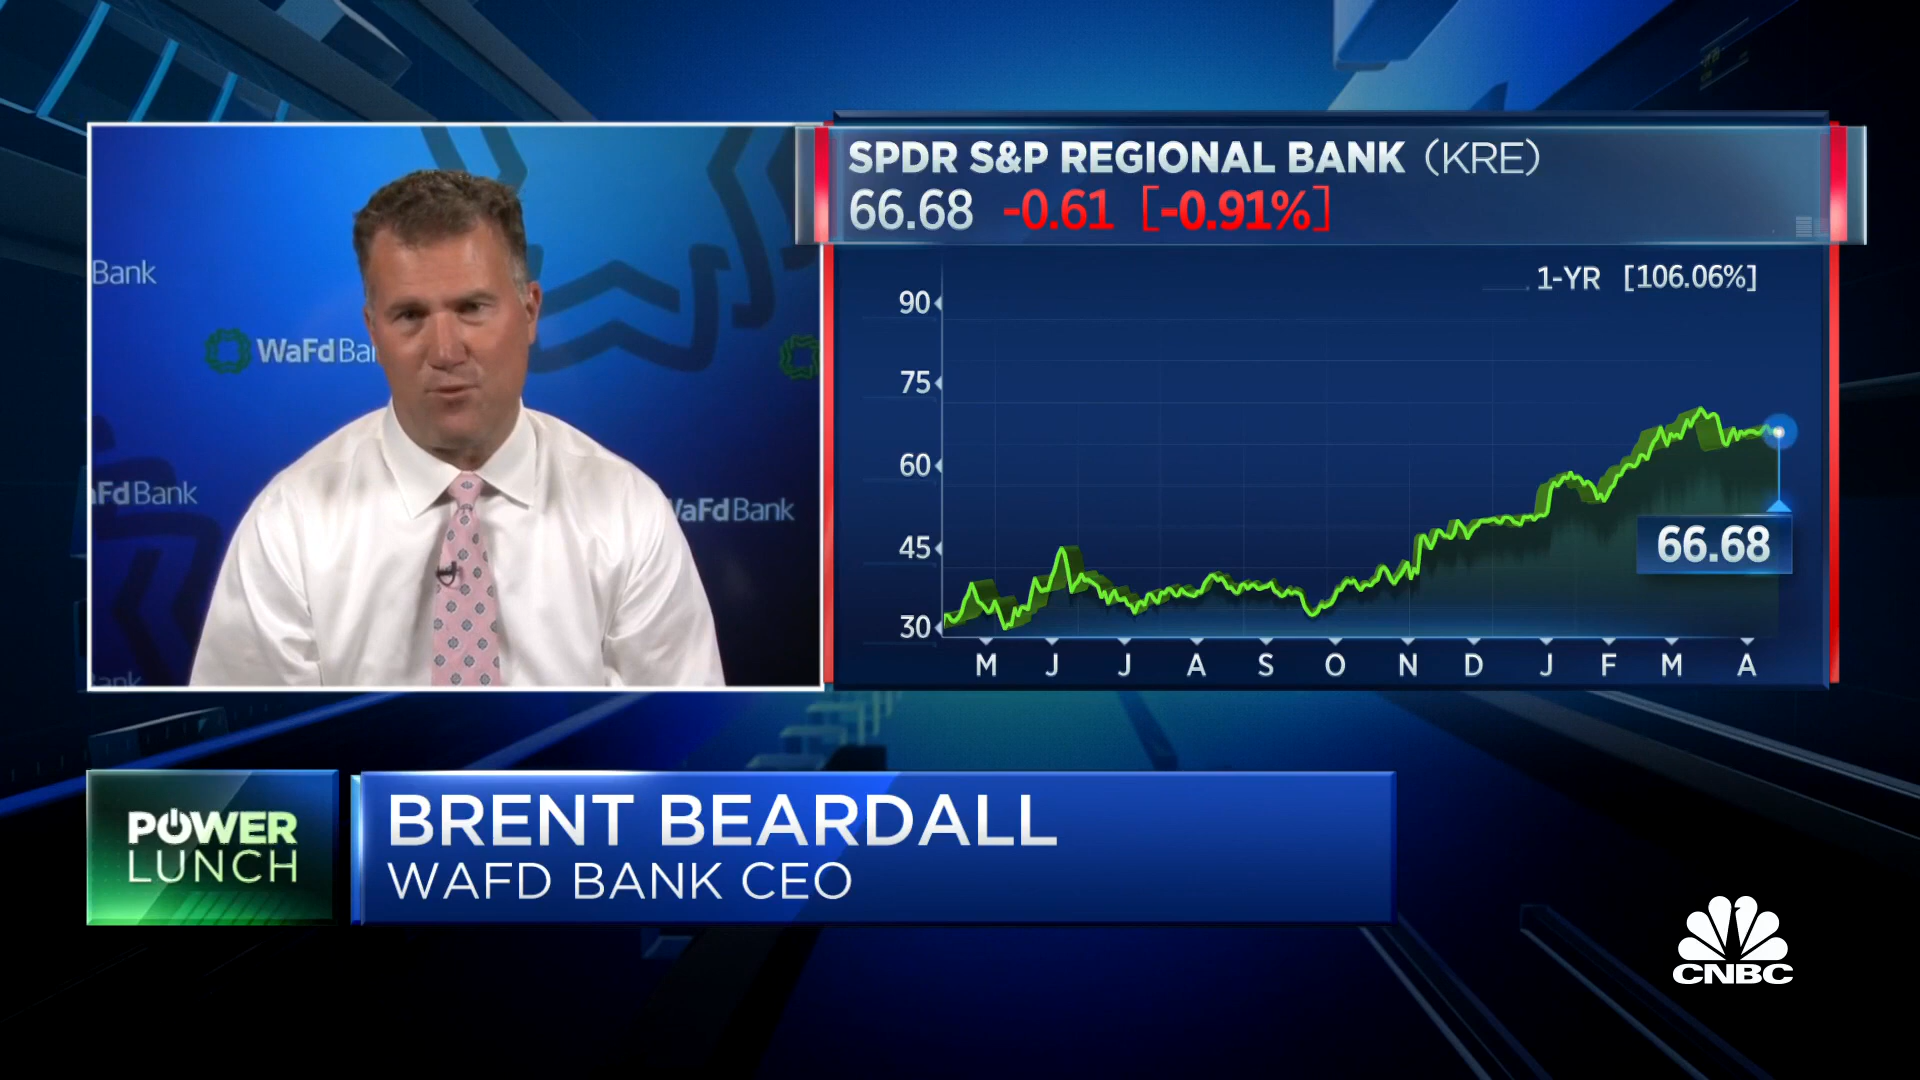 SPDR S&P REGIONAL BANK (KRE)
66.68 -0.61 [-0.91%]
1-YR [106.06%]
90
75
60
45
30
66.68
M J J A S O N D J F M A
Bank
WaFd Ba
Fd Bank
aFd Bank
POWER
LUNCH
BRENT BEARDALL
WAFD BANK CEO
CNBC